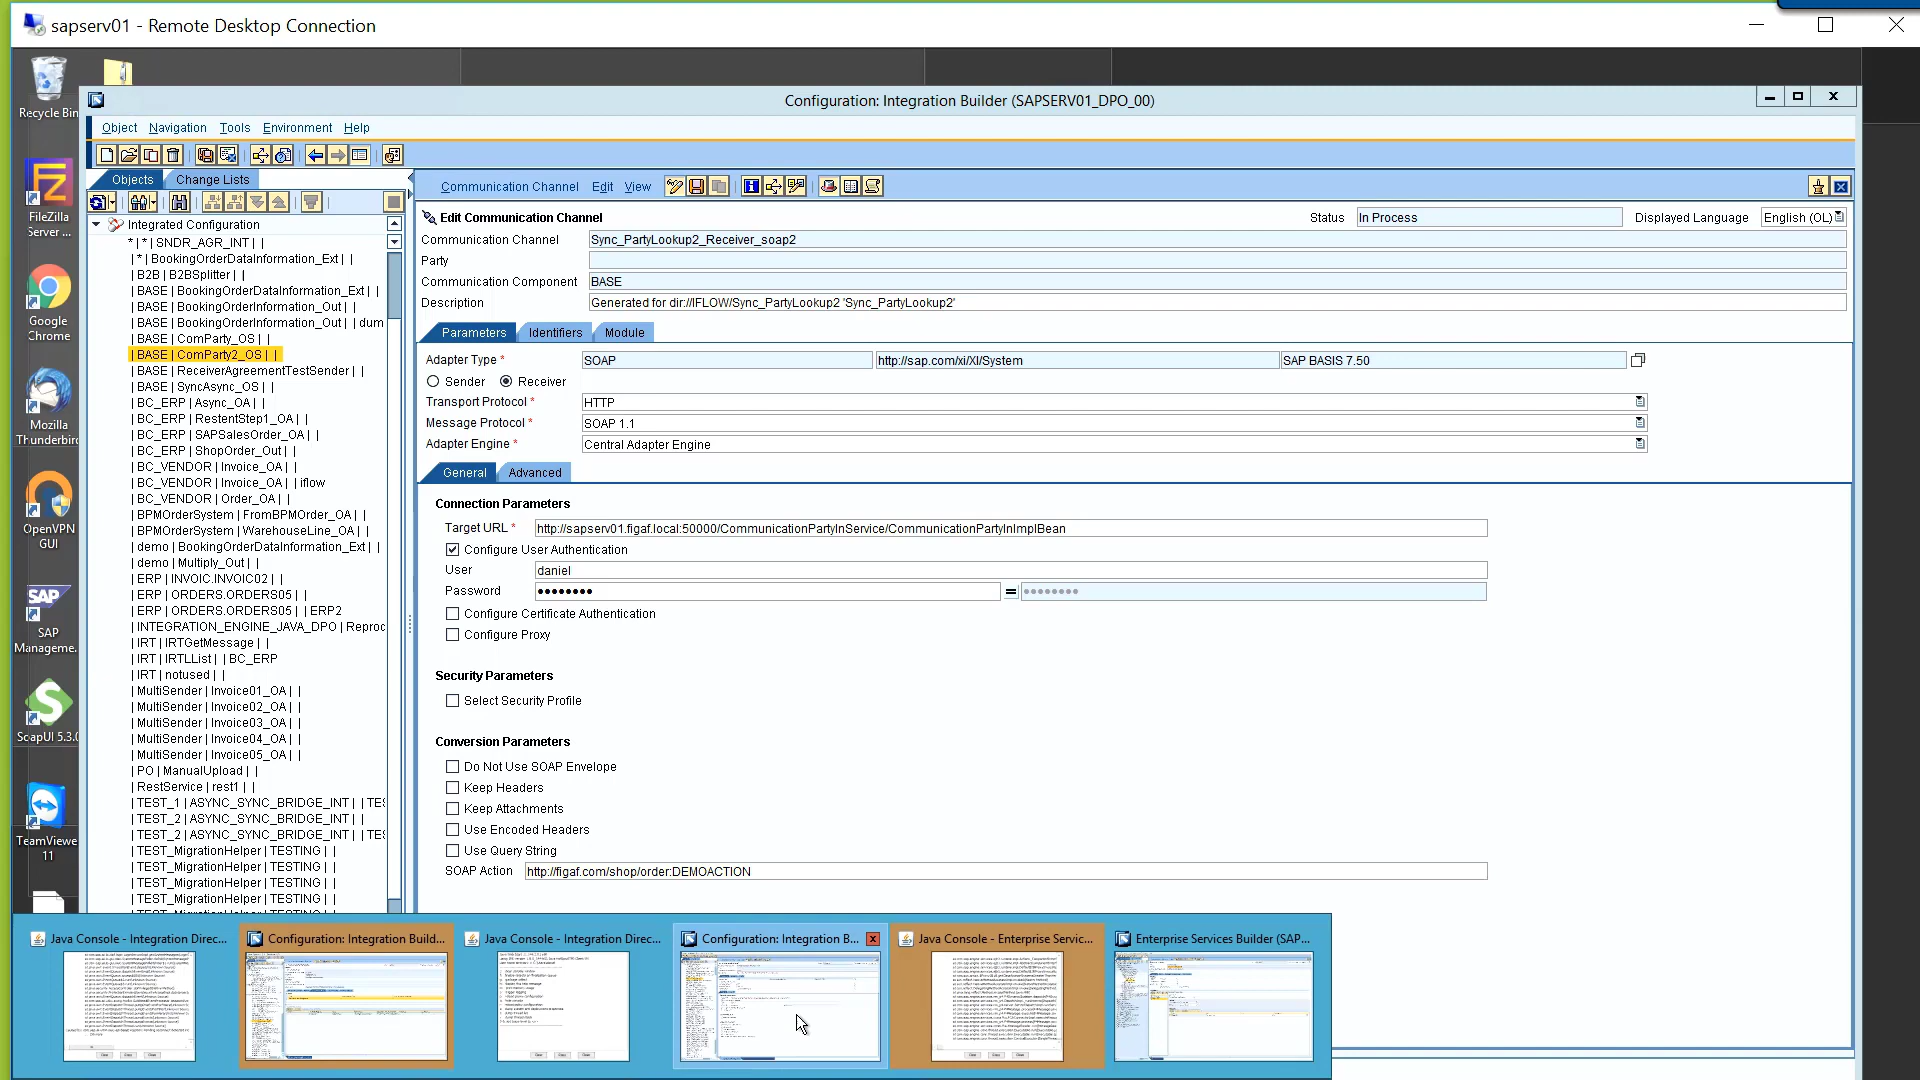 sapserv01 - Remote Desktop Connection
Recycle Bin
Configuration: Integration Builder (SAPSERV01_DPO_00)
Object Navigation Tools Environment Help
Objects Change Lists
Communication Channel Edit View
FileZilla
Server ...
Google
Chrome
Mozilla
Thunderbird
OpenVPN
GUI
SAP
SAP
Manageme...
SoapUI 5.3.0
TeamViewer
11
Integrated Configuration
* | * | SNDR_AGR_INT | |
| * | BookingOrderDataInformation_Ext | |
| B2B | B2BSplitter | |
| BASE | BookingOrderDataInformation_Ext | |
| BASE | BookingOrderInformation_Out | |
| BASE | BookingOrderInformation_Out | | dum
| BASE | ComParty_OS | |
| BASE | ComParty2_OS | |
| BASE | ReceiverAgreementTestSender | |
| BASE | SyncAsync_OS | |
| BC_ERP | Async_OA | |
| BC_ERP | RestentStep1_OA | |
| BC_ERP | SAPSalesOrder_OA | |
| BC_ERP | ShopOrder_Out | |
| BC_VENDOR | Invoice_OA | |
| BC_VENDOR | Invoice_OA | | iflow
| BC_VENDOR | Order_OA | |
| BPMOrderSystem | FromBPMOrder_OA | |
| BPMOrderSystem | WarehouseLine_OA | |
| demo | BookingOrderDataInformation_Ext | |
| demo | Multiply_Out | |
| ERP | INVOIC.INVOIC02 | |
| ERP | ORDERS.ORDERS05 | |
| ERP | ORDERS.ORDERS05 | | ERP2
| INTEGRATION_ENGINE_JAVA_DPO | Reproc
| IRT | IRTGetMessage | |
| IRT | IRTLList | | BC_ERP
| IRT | notused | |
| MultiSender | Invoice01_OA | |
| MultiSender | Invoice02_OA | |
| MultiSender | Invoice03_OA | |
| MultiSender | Invoice04_OA | |
| MultiSender | Invoice05_OA | |
| PO | ManualUpload | |
| RestService | rest1 | |
| TEST_1 | ASYNC_SYNC_BRIDGE_INT | | TES
| TEST_2 | ASYNC_SYNC_BRIDGE_INT | |
| TEST_2 | ASYNC_SYNC_BRIDGE_INT | | TES
| TEST_MigrationHelper | TESTING | |
| TEST_MigrationHelper | TESTING | |
| TEST_MigrationHelper | TESTING | |
| TEST_MigrationHelper | TESTING | |
Edit Communication Channel Status In Process Displayed Language English (OL)
Communication Channel Sync_PartyLookup2_Receiver_soap2
Party
Communication Component BASE
Description Generated for dir://IFLOW/Sync_PartyLookup2 'Sync_PartyLookup2'
Parameters Identifiers Module
Adapter Type * SOAP http://sap.com/xi/XI/System SAP BASIS 7.50
Sender Receiver
Transport Protocol * HTTP
Message Protocol * SOAP 1.1
Adapter Engine * Central Adapter Engine
General Advanced
Connection Parameters
Target URL * http://sapserv01.figaf.local:50000/CommunicationPartyInService/CommunicationPartyInImplBean
Configure User Authentication
User daniel
Password ●●●●●●●● = ●●●●●●●●
Configure Certificate Authentication
Configure Proxy
Security Parameters
Select Security Profile
Conversion Parameters
Do Not Use SOAP Envelope
Keep Headers
Keep Attachments
Use Encoded Headers
Use Query String
SOAP Action http://figaf.com/shop/order:DEMOACTION
Java Console - Integration Direc...
Configuration: Integration Build...
Java Console - Integration Direc...
Configuration: Integration B...
Java Console - Enterprise Servic...
Enterprise Services Builder (SAP...